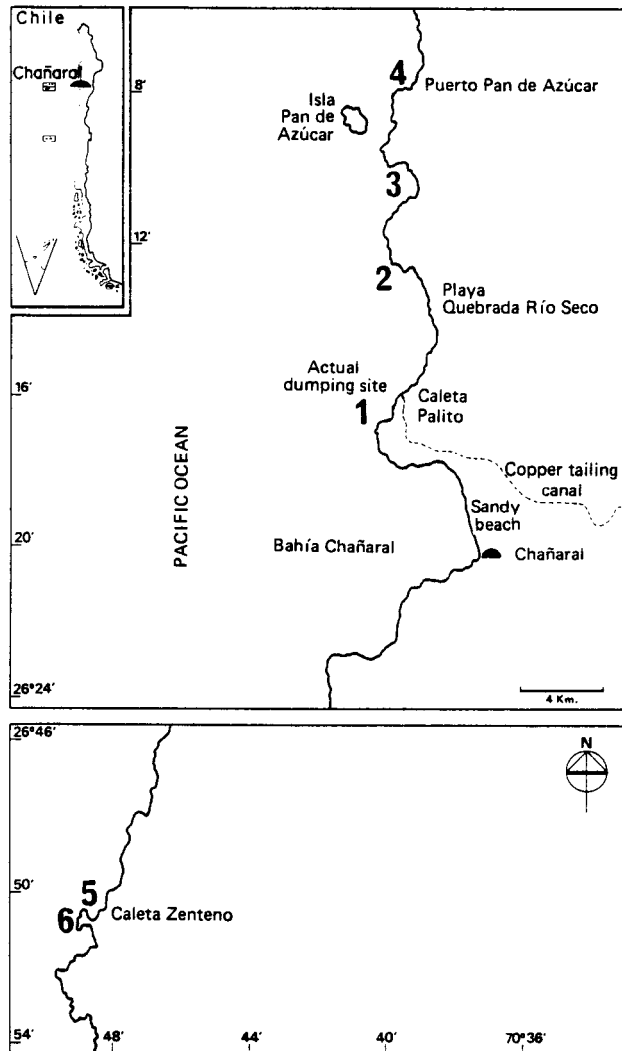 Chile
Chañaral
8'
12'
16'
20'
26°24'
4
Puerto Pan de Azúcar
Isla
Pan de
Azúcar
3
2
Playa
Quebrada Río Seco
Actual
dumping site
1
Caleta
Palito
Copper tailing
canal
Sandy
beach
PACIFIC OCEAN
Bahía Chañaral
Chañaral
4 Km.
26°46'
N
50'
5
6
Caleta Zenteno
54'
48'
44'
40'
70°36'